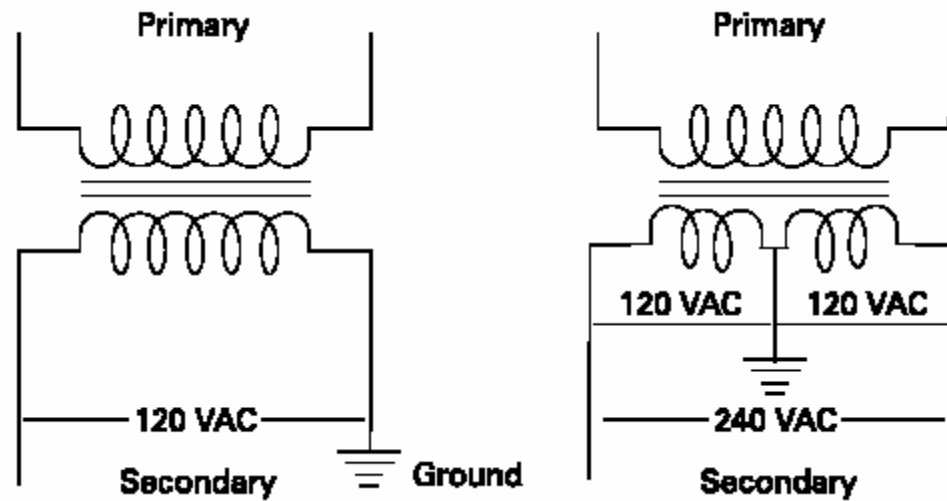 Primary
Primary
120 VAC
120 VAC
120 VAC
240 VAC
Secondary
Ground
Secondary